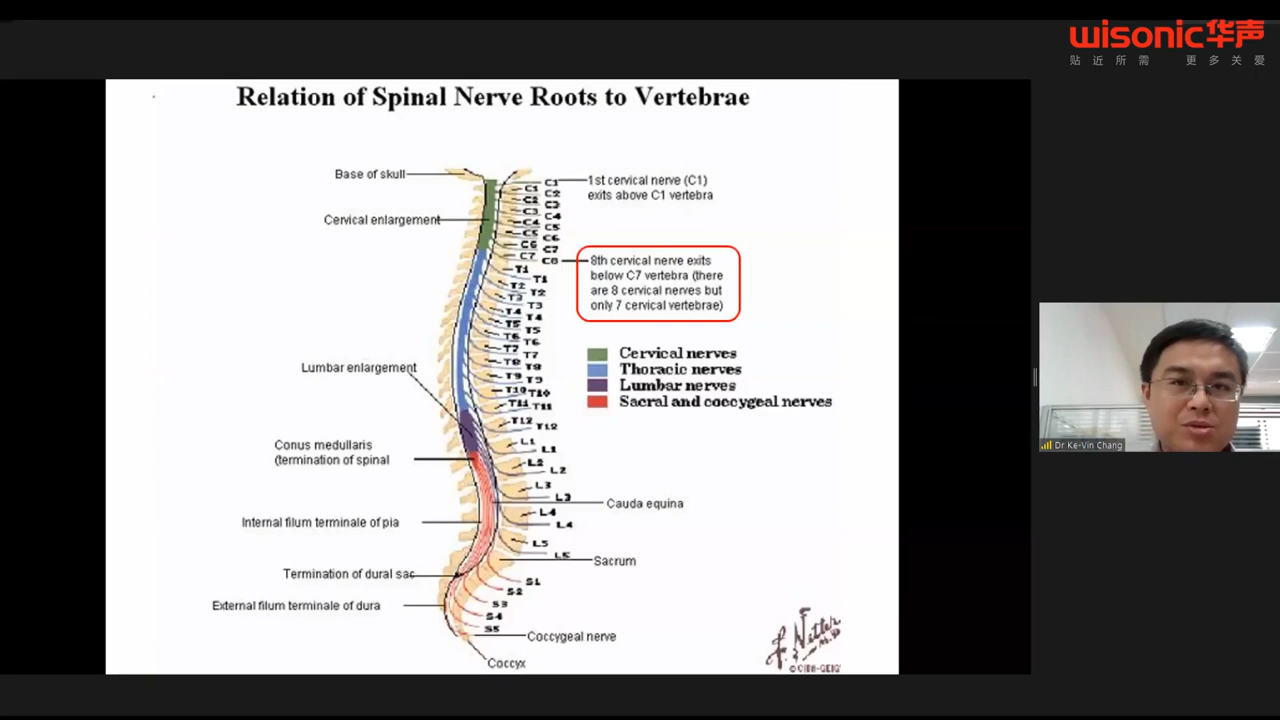 wisonic华声
贴近所需 更多关爱
Relation of Spinal Nerve Roots to Vertebrae
Base of skull
Cervical enlargement
Lumbar enlargement
Conus medullaris
(termination of spinal
Internal filum terminale of pia
Termination of dural sac
External filum terminale of dura
C1
C1
C2
C2
C3
C3
C4
C4
C5
C5
C6
C6
C7
C7
C8
T1
T1
T2
T2
T3
T3
T4
T4
T5
T5
T6
T6
T7
T7
T8
T8
T9
T9
T10
T10
T11
T11
T12
T12
L1
L1
L2
L2
L3
L3
L4
L4
L5
L5
S1
S2
S3
S4
S5
1st cervical nerve (C1)
exits above C1 vertebra
8th cervical nerve exits
below C7 vertebra (there
are 8 cervical nerves but
only 7 cervical vertebrae)
Cervical nerves
Thoracic nerves
Lumbar nerves
Sacral and coccygeal nerves
Cauda equina
Sacrum
Coccygeal nerve
Coccyx
F. Netter
M.D.
Dr Ke-Vin Chang